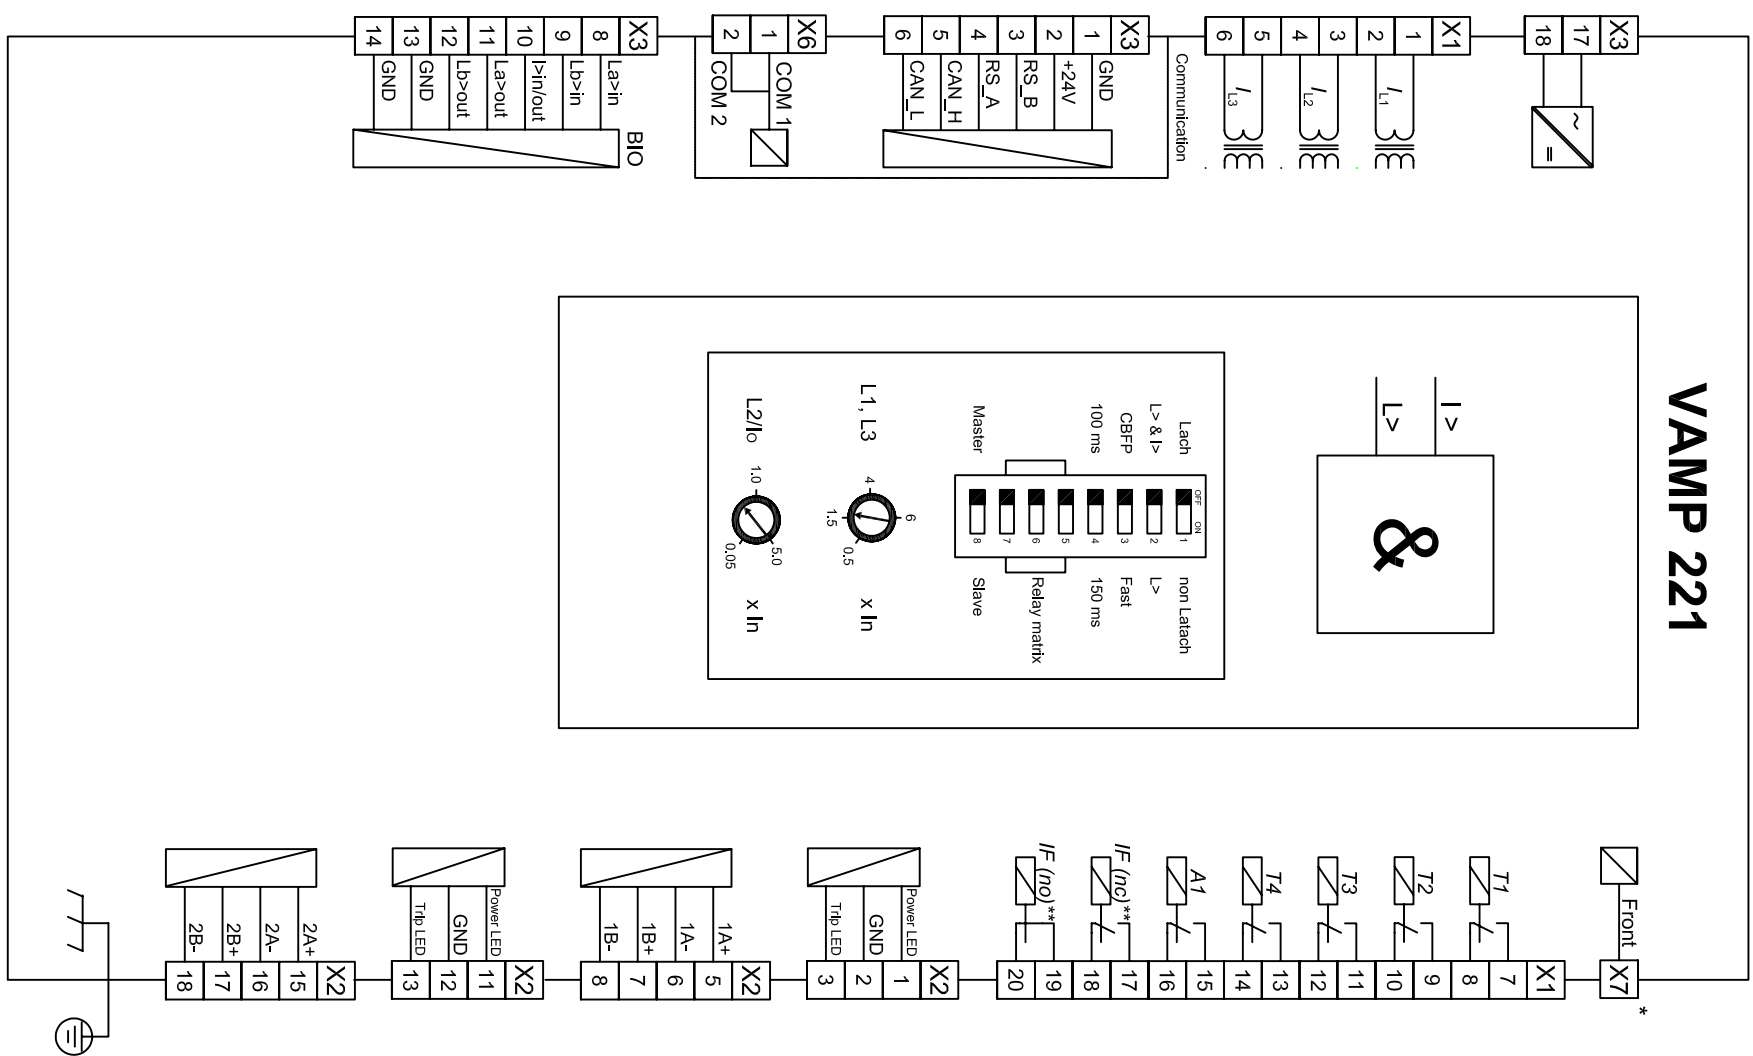 VAMP 221
X3
17
18
~
=
X1
1
2
3
4
5
6
IL1
IL2
IL3
Communication
X3
1
2
3
4
5
6
GND
+24V
RS_B
RS_A
CAN_H
CAN_L
X6
1
2
COM 1
COM 2
X3
8
9
10
11
12
13
14
La>in
Lb>in
I>in/out
La>out
Lb>out
GND
GND
BIO
I>
L>
&
Lach
L> & I>
CBFP
100 ms
Master
OFF
ON
1
2
3
4
5
6
7
8
non Latach
L>
Fast
150 ms
Relay matrix
Slave
L1, L3
4
6
1.5
0.5
x In
L2/Io
1.0
5.0
0.05
x In
Front
X7
*
X1
7
8
9
10
11
12
13
14
15
16
17
18
19
20
T1
T2
T3
T4
A1
IF (nc)**
IF (no)**
X2
1
2
3
Power LED
GND
Trip LED
X2
5
6
7
8
1A+
1A-
1B+
1B-
X2
11
12
13
Power LED
GND
Trip LED
X2
15
16
17
18
2A+
2A-
2B+
2B-